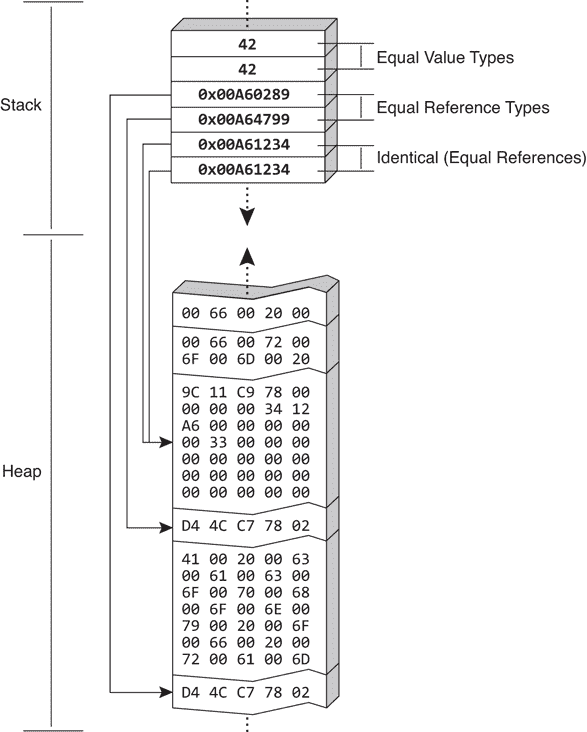 42
Equal Value Types
42
Stack
0x00A60289
Equal Reference Types
0x00A64799
0x00A61234
Identical (Equal References)
0x00A61234
00 66 00 20 00
00 66 00 72 00
6F 00 6D 00 20
9C 11 C9 78 00
00 00 00 34 12
A6 00 00 00 00
00 33 00 00 00
00 00 00 00 00
00 00 00 00 00
00 00 00 00 00
Heap
D4 4C C7 78 02
41 00 20 00 63
00 61 00 63 00
6F 00 70 00 68
00 6F 00 6E 00
79 00 20 00 6F
00 66 00 20 00
72 00 61 00 6D
D4 4C C7 78 02